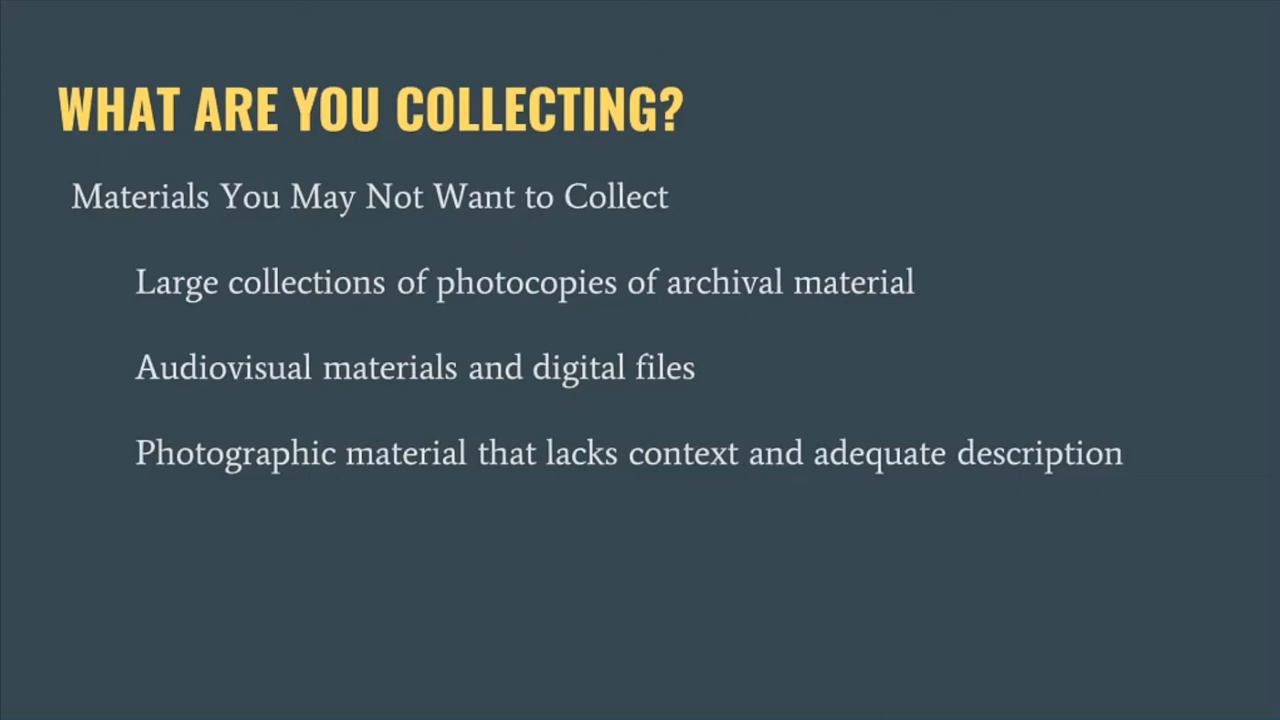 WHAT ARE YOU COLLECTING?
Materials You May Not Want to Collect
Large collections of photocopies of archival material
Audiovisual materials and digital files
Photographic material that lacks context and adequate description